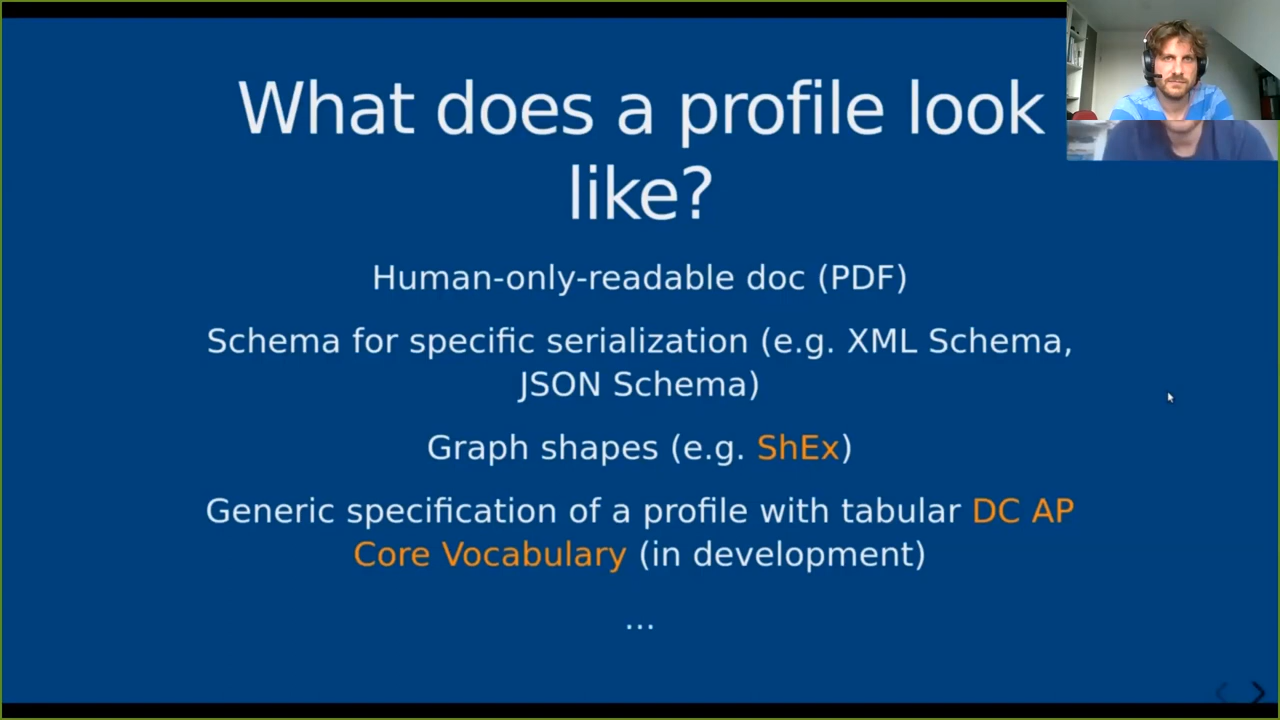 What does a profile look
like?
Human-only-readable doc (PDF)
Schema for specific serialization (e.g. XML Schema,
JSON Schema)
Graph shapes (e.g. ShEx)
Generic specification of a profile with tabular DC AP
Core Vocabulary (in development)
...